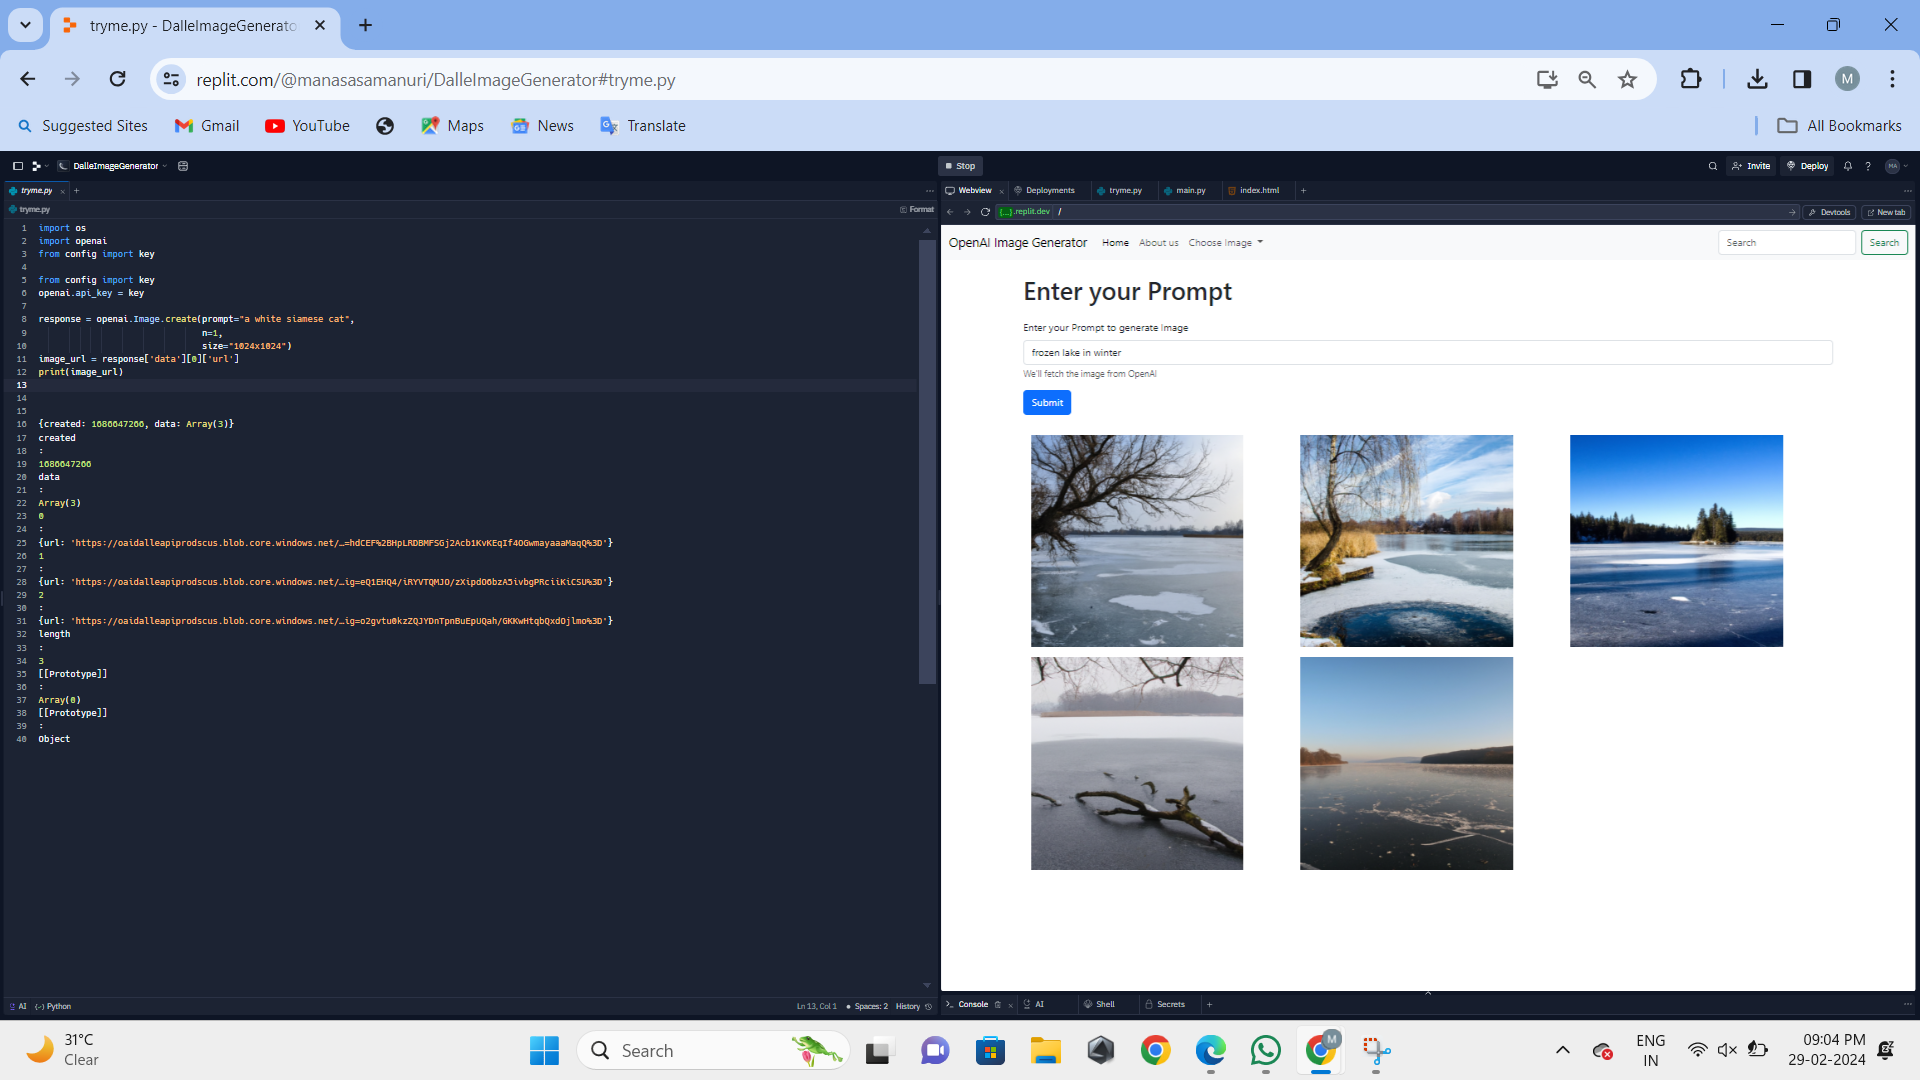 tryme.py - DalleImageGenerato
replit.com/@manasasamanuri/DalleImageGenerator#tryme.py
M
Suggested Sites
Gmail
YouTube
Maps
News
Translate
All Bookmarks
DalleImageGenerator
Stop
Invite
Deploy
?
MA
tryme.py
Webview
Deployments
tryme.py
main.py
index.html
tryme.py
Format
{...}.replit.dev /
Devtools
New tab
1 import os
2 import openai
3 from config import key
4
5 from config import key
6 openai.api_key = key
7
8 response = openai.Image.create(prompt="a white siamese cat",
9 n=1,
10 size="1024x1024")
11 image_url = response['data'][0]['url']
12 print(image_url)
13
14
15
16 {created: 1686647266, data: Array(3)}
17 created
18 :
19 1686647266
20 data
21 :
22 Array(3)
23 0
24 :
25 {url: 'https://oaidalleapiprodscus.blob.core.windows.net/…=hdCEF%2BHpLRDBMFSGj2Acb1KvKEqIf4OGwmayaaaMaqQ%3D'}
26 1
27 :
28 {url: 'https://oaidalleapiprodscus.blob.core.windows.net/…ig=eQ1EHQ4/iRYVTQMJO/zXipdO6bzA5ivbgPRciiKiCSU%3D'}
29 2
30 :
31 {url: 'https://oaidalleapiprodscus.blob.core.windows.net/…ig=o2gvtu0kzZQJYDnTpnBuEpUQah/GKKwHtqbQxdOjlmo%3D'}
32 length
33 :
34 3
35 [[Prototype]]
36 :
37 Array(0)
38 [[Prototype]]
39 :
40 Object
OpenAI Image Generator
Home
About us
Choose Image
Search
Search
Enter your Prompt
Enter your Prompt to generate Image
frozen lake in winter
We'll fetch the image from OpenAI
Submit
AI
Python
Ln 13, Col 1
Spaces: 2
History
Console
AI
Shell
Secrets
31°C
Clear
Search
M
ENG
IN
09:04 PM
29-02-2024